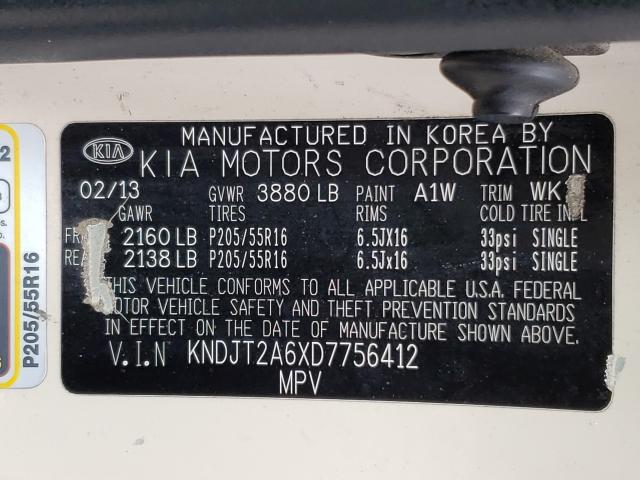 MANUFACTURED IN KOREA BY
KIA KIA MOTORS CORPORATION
02/13 GVWR 3880 LB PAINT A1W TRIM
GAWR TIRES RIMS COLD TIRE
2160 LB P205/55R16 6.5JX16 33psi SINGLE
2138 LB P205/55R16 6.5Jx16 33psi SINGLE
THIS VEHICLE CONFORMS TO ALL APPLICABLE U.S.A. FEDERAL
MOTOR VEHICLE SAFETY AND THEFT PREVENTION STANDARDS
IN EFFECT ON THE DATE OF MANUFACTURE SHOWN ABOVE.
V.I.N KNDJT2A6XD7756412
MPV
P205/55R16